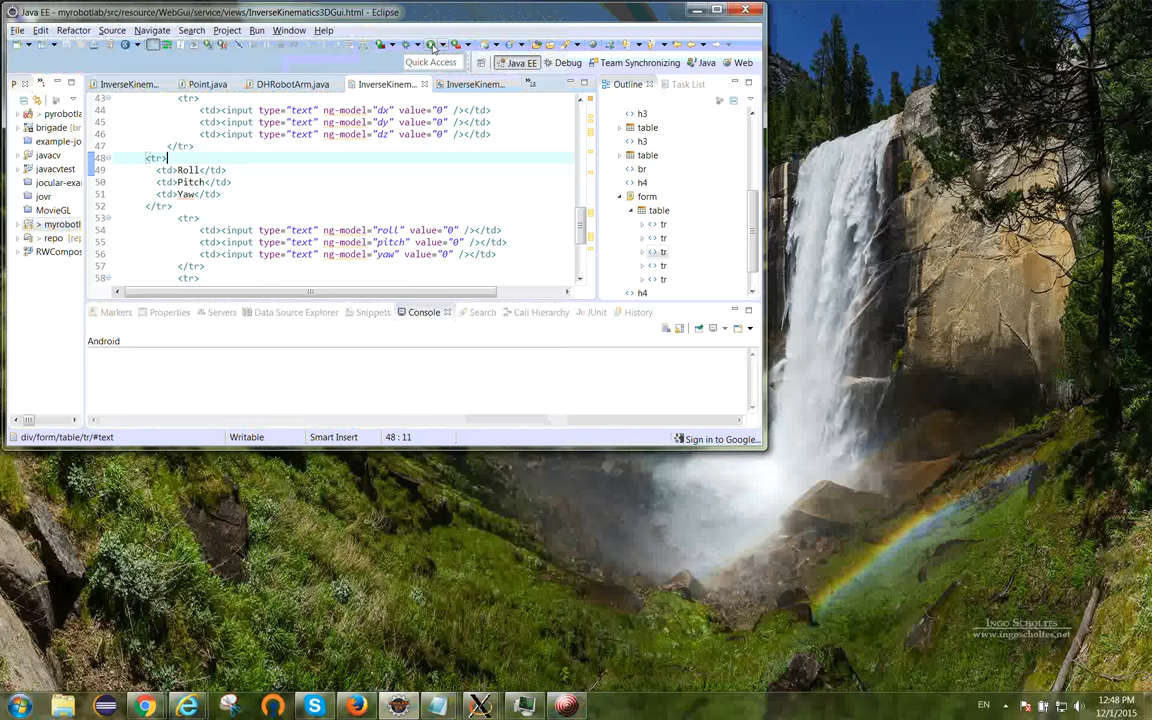 Java EE - myrobotlab/src/resource/WebGui/service/views/InverseKinematics3DGui.html - Eclipse
File Edit Refactor Source Navigate Search Project Run Window Help
Quick Access
Java EE Debug Team Synchronizing Java Web
P
InverseKinem... Point.java DHRobotArm.java InverseKinem... InverseKinem...
Outline Task List
pyrobotl
brigade
example-jo
javacv
javacvtest
jocular-exa
jovr
MovieGL
> myrobotl
> repo
RWCompos
43 <tr>
44 <td><input type="text" ng-model="dx" value="0" /></td>
45 <td><input type="text" ng-model="dy" value="0" /></td>
46 <td><input type="text" ng-model="dz" value="0" /></td>
47 </tr>
48 <tr>
49 <td>Roll</td>
50 <td>Pitch</td>
51 <td>Yaw</td>
52 </tr>
53 <tr>
54 <td><input type="text" ng-model="roll" value="0" /></td>
55 <td><input type="text" ng-model="pitch" value="0" /></td>
56 <td><input type="text" ng-model="yaw" value="0" /></td>
57 </tr>
58 <tr>
h3
table
h3
table
br
h4
form
table
tr
tr
tr
tr
tr
h4
Markers Properties Servers Data Source Explorer Snippets Console Search Call Hierarchy JUnit History
Android
div/form/table/tr/#text Writable Smart Insert 48 : 11 Sign in to Google...
INGO SCHOLTES
www.ingoscholtes.net
EN
12:48 PM
12/1/2015